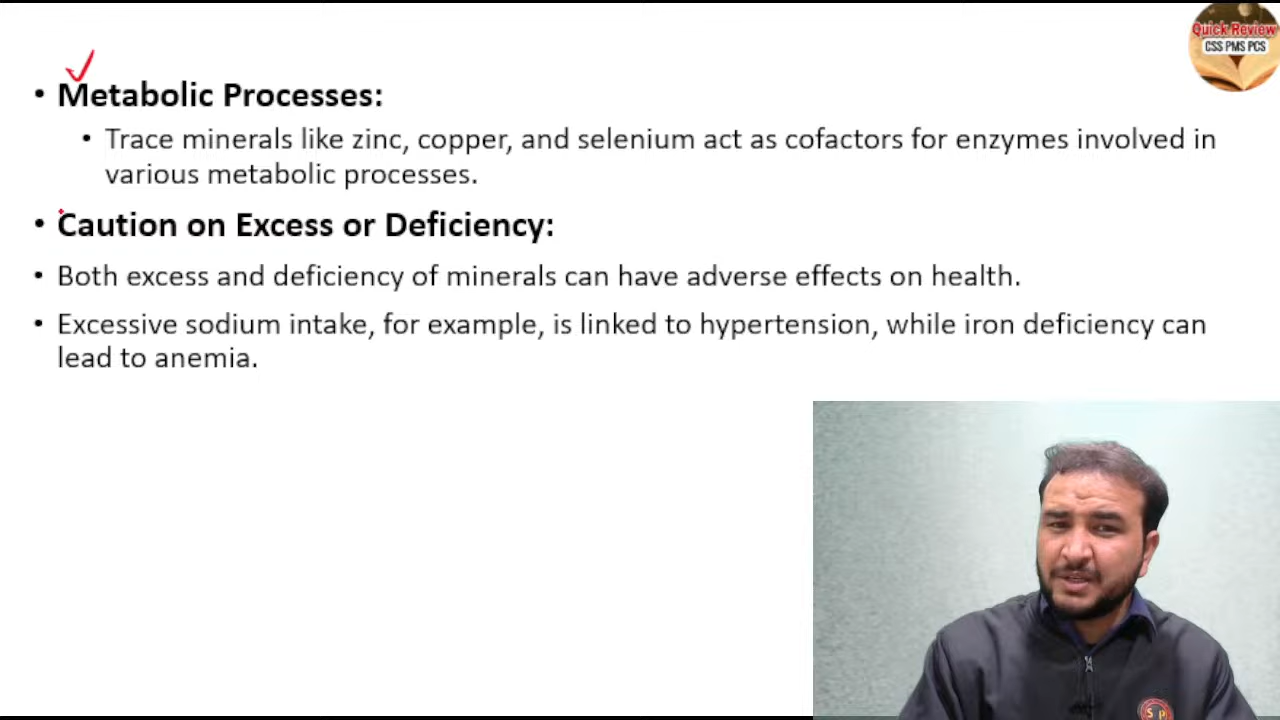 Quick Review
CSS PMS PCS
• Metabolic Processes:
• Trace minerals like zinc, copper, and selenium act as cofactors for enzymes involved in
various metabolic processes.
• Caution on Excess or Deficiency:
• Both excess and deficiency of minerals can have adverse effects on health.
• Excessive sodium intake, for example, is linked to hypertension, while iron deficiency can
lead to anemia.